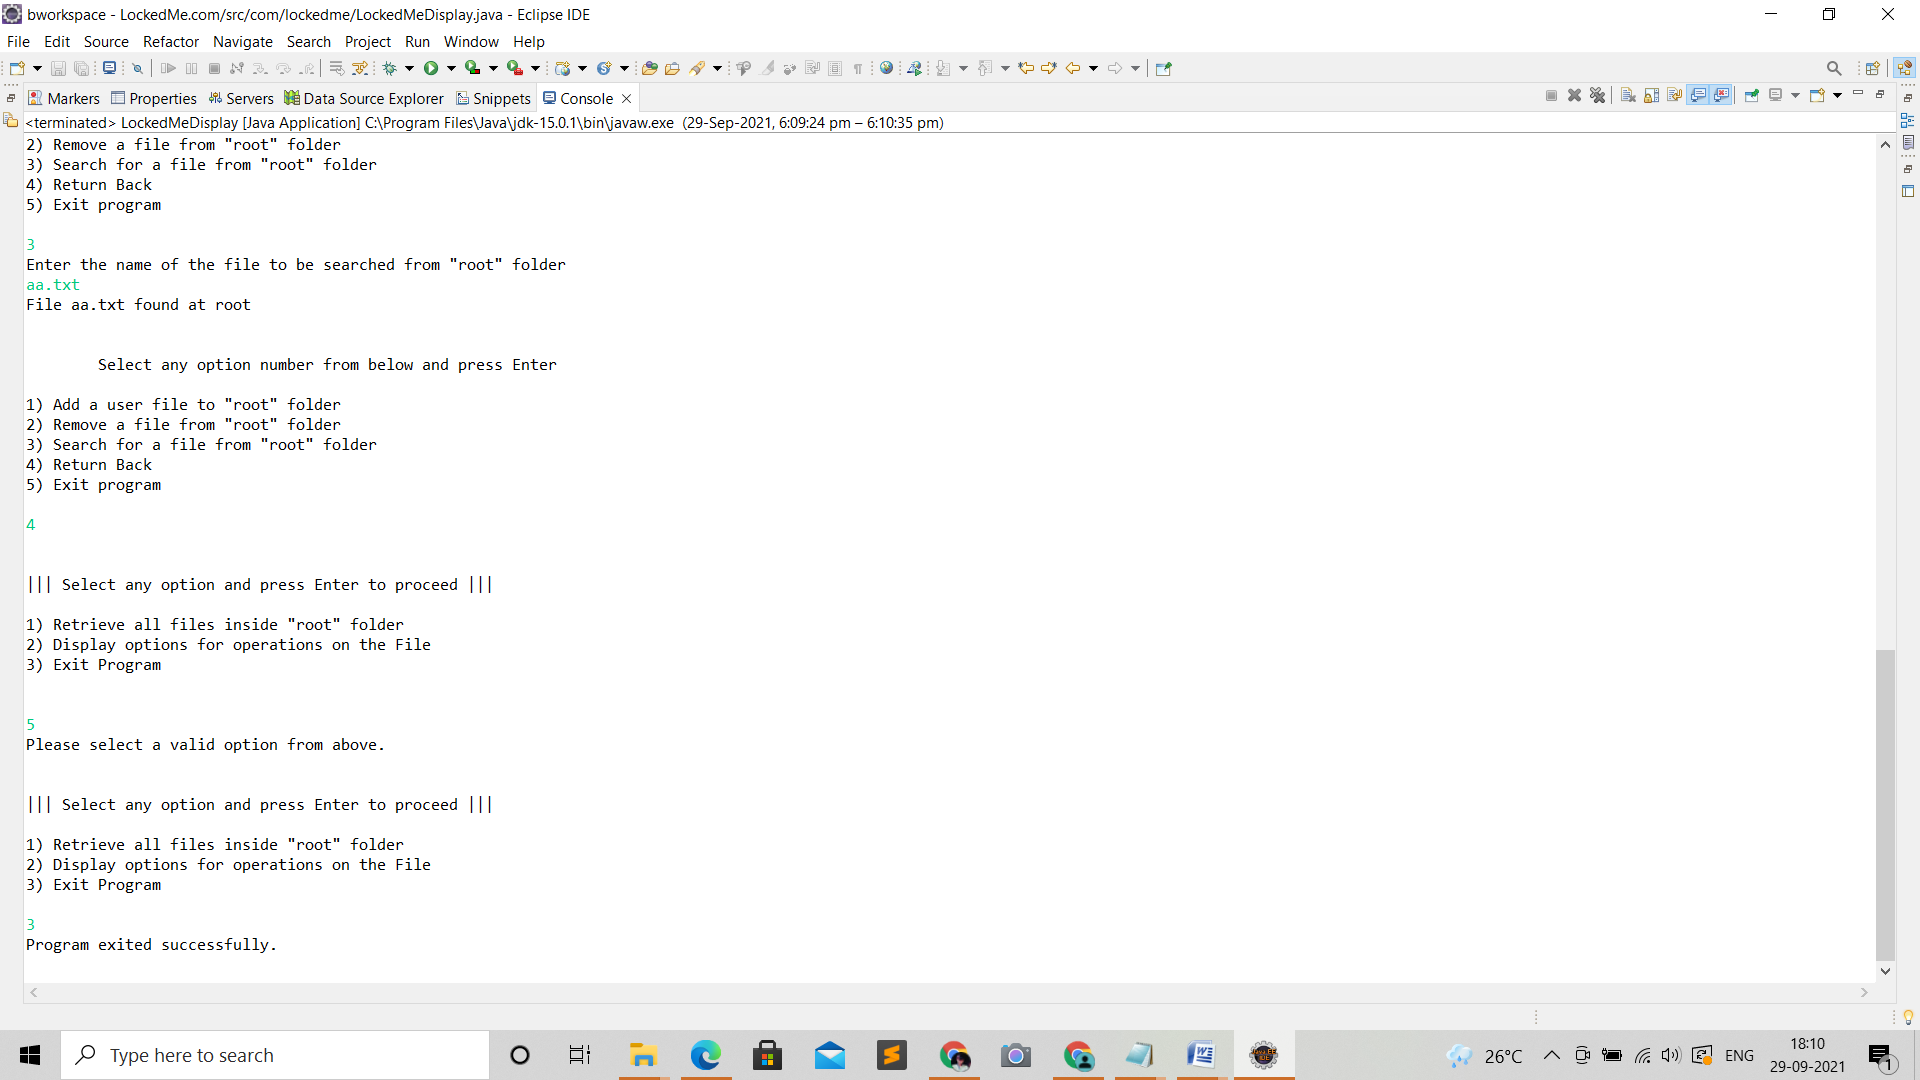 bworkspace - LockedMe.com/src/com/lockedme/LockedMeDisplay.java - Eclipse IDE
File Edit Source Refactor Navigate Search Project Run Window Help
Markers Properties Servers Data Source Explorer Snippets Console
<terminated> LockedMeDisplay [Java Application] C:\Program Files\Java\jdk-15.0.1\bin\javaw.exe (29-Sep-2021, 6:09:24 pm – 6:10:35 pm)
2) Remove a file from "root" folder
3) Search for a file from "root" folder
4) Return Back
5) Exit program
3
Enter the name of the file to be searched from "root" folder
aa.txt
File aa.txt found at root
Select any option number from below and press Enter
1) Add a user file to "root" folder
2) Remove a file from "root" folder
3) Search for a file from "root" folder
4) Return Back
5) Exit program
4
||| Select any option and press Enter to proceed |||
1) Retrieve all files inside "root" folder
2) Display options for operations on the File
3) Exit Program
5
Please select a valid option from above.
||| Select any option and press Enter to proceed |||
1) Retrieve all files inside "root" folder
2) Display options for operations on the File
3) Exit Program
3
Program exited successfully.
Type here to search
26°C
ENG
18:10
29-09-2021
1